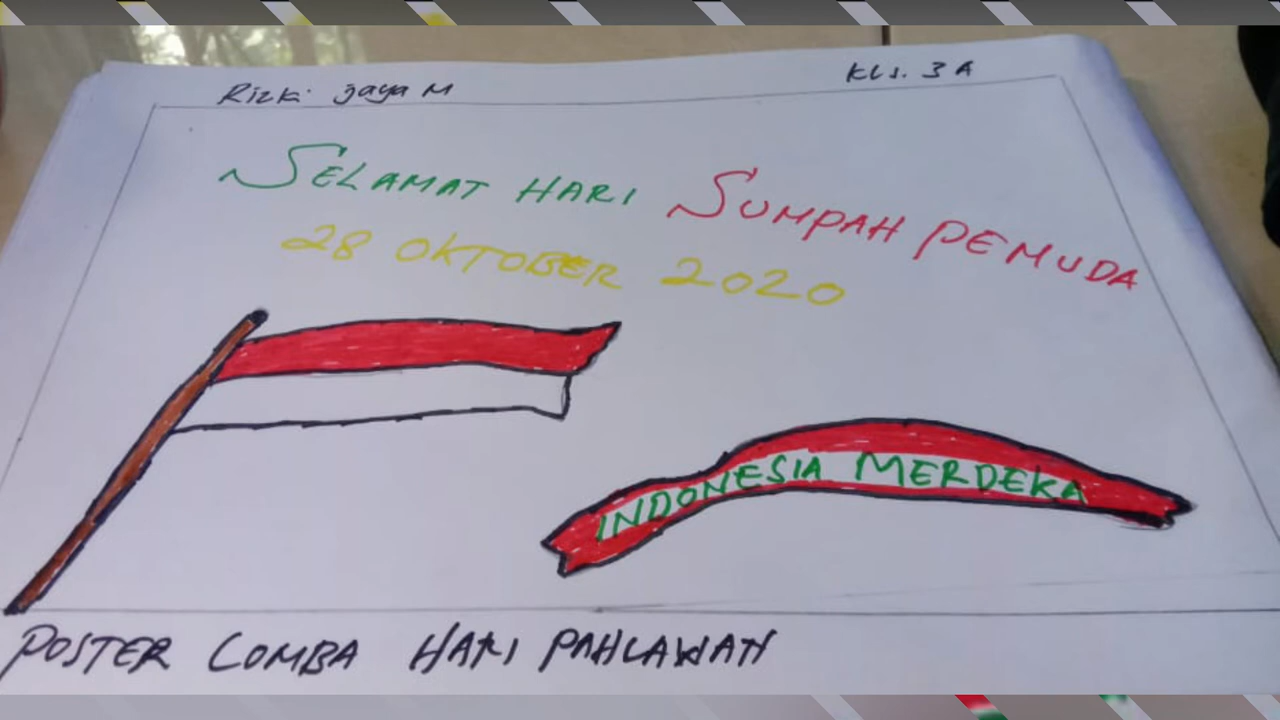 Rizki Jaya M
KLs. 3A
SELAMAT HARI SUMPAH PEMUDA
28 OKTOBER 2020
INDONESIA MERDEKA
POSTER LOMBA HARI PAHLAWAN